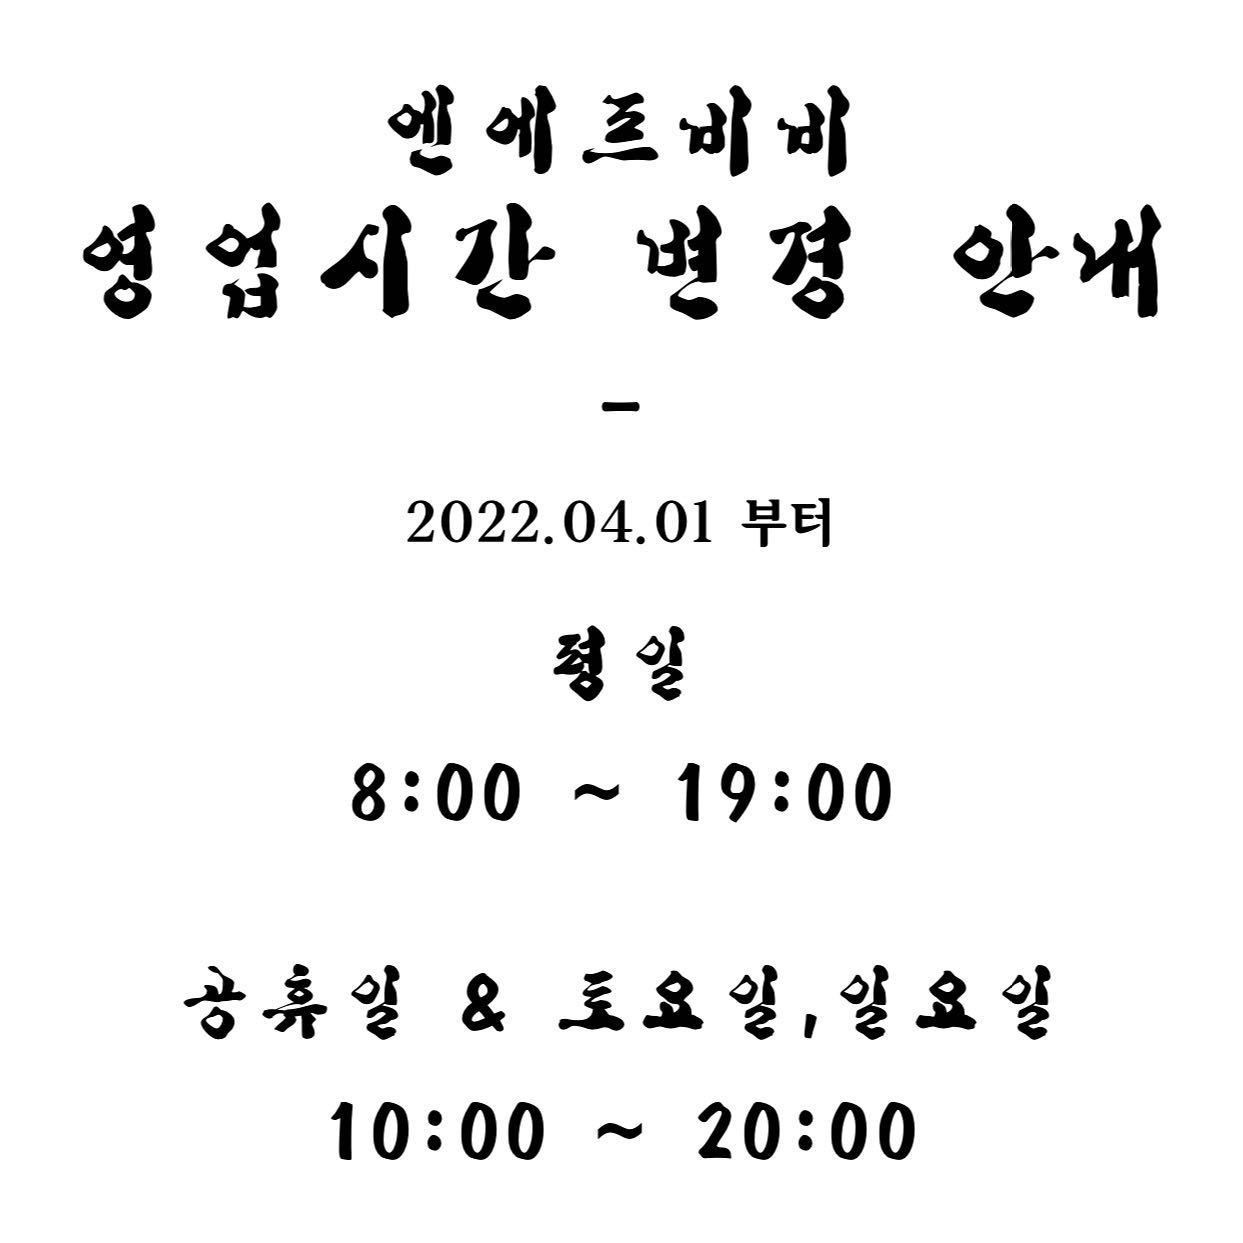 엔에프비비
영업시간 변경 안내
-
2022.04.01 부터
평일
8:00 ~ 19:00
공휴일 & 토요일,일요일
10:00 ~ 20:00